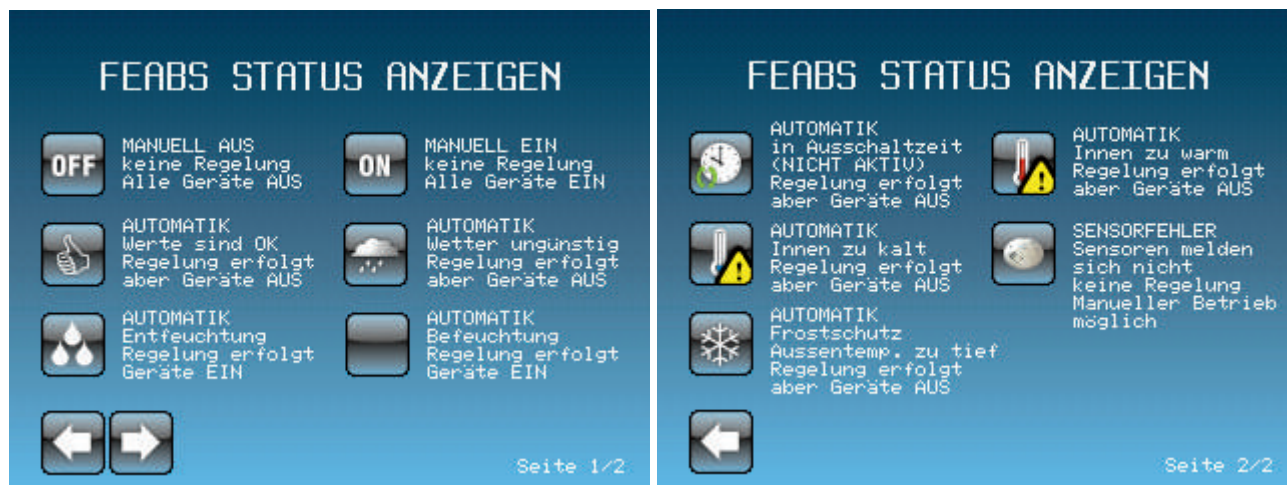 FEABS STATUS ANZEIGEN
OFF
MANUELL AUS
keine Regelung
Alle Geräte AUS
ON
MANUELL EIN
keine Regelung
Alle Geräte EIN
AUTOMATIK
Werte sind OK
Regelung erfolgt
aber Geräte AUS
AUTOMATIK
Wetter ungünstig
Regelung erfolgt
aber Geräte AUS
AUTOMATIK
Entfeuchtung
Regelung erfolgt
Geräte EIN
AUTOMATIK
Befeuchtung
Regelung erfolgt
Geräte EIN
Seite 1/2
FEABS STATUS ANZEIGEN
AUTOMATIK
in Ausschaltzeit
(NICHT AKTIV)
Regelung erfolgt
aber Geräte AUS
AUTOMATIK
Innen zu warm
Regelung erfolgt
aber Geräte AUS
AUTOMATIK
Innen zu kalt
Regelung erfolgt
aber Geräte AUS
SENSORFEHLER
Sensoren melden
sich nicht
keine Regelung
Manueller Betrieb
möglich
AUTOMATIK
Frostschutz
Aussentemp. zu tief
Regelung erfolgt
aber Geräte AUS
Seite 2/2